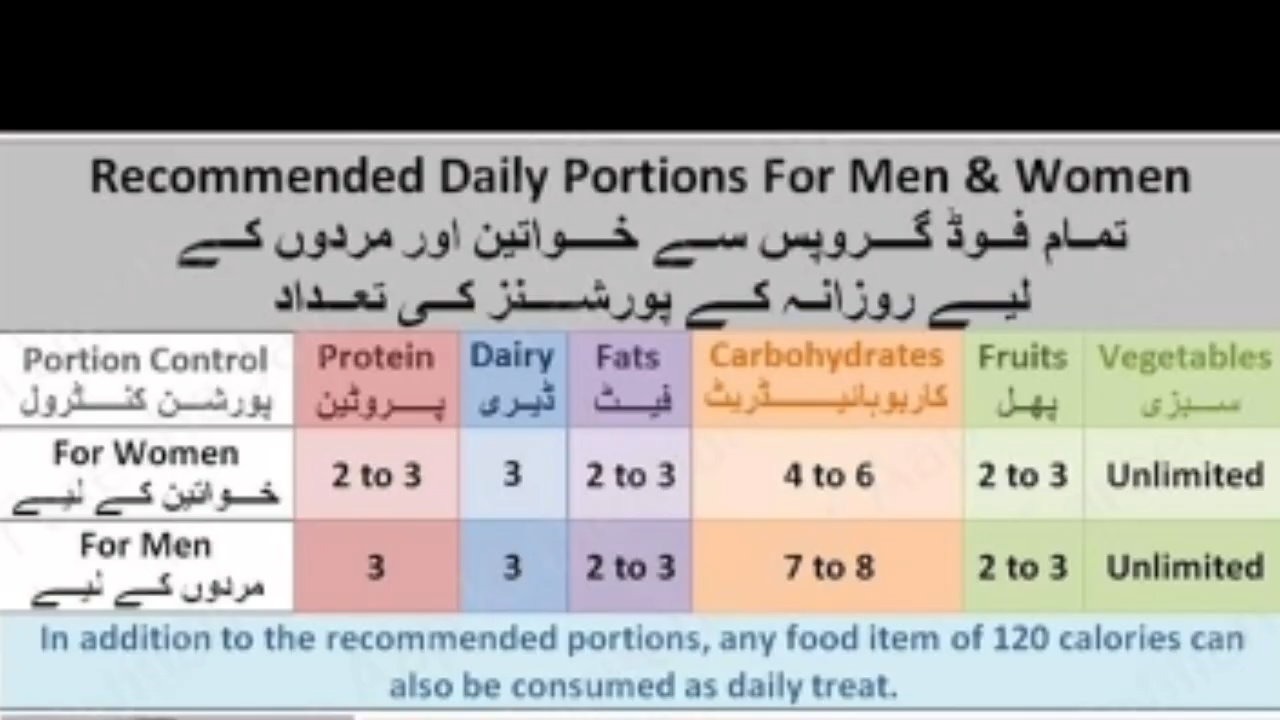 Recommended Daily Portions For Men & Women
تمام فوڈ گروپس سے خواتین اور مردوں کے
لیے روزانہ کے پورشنز کی تعداد
Portion Control Protein Dairy Fats Carbohydrates Fruits Vegetables
پورشن کنٹرول پروٹین ڈیری فیٹ کاربوہائیڈریٹ پھل سبزی
For Women
خواتین کے لیے
2 to 3 3 2 to 3 4 to 6 2 to 3 Unlimited
For Men
مردوں کے لیے
3 3 2 to 3 7 to 8 2 to 3 Unlimited
In addition to the recommended portions, any food item of 120 calories can
also be consumed as daily treat.